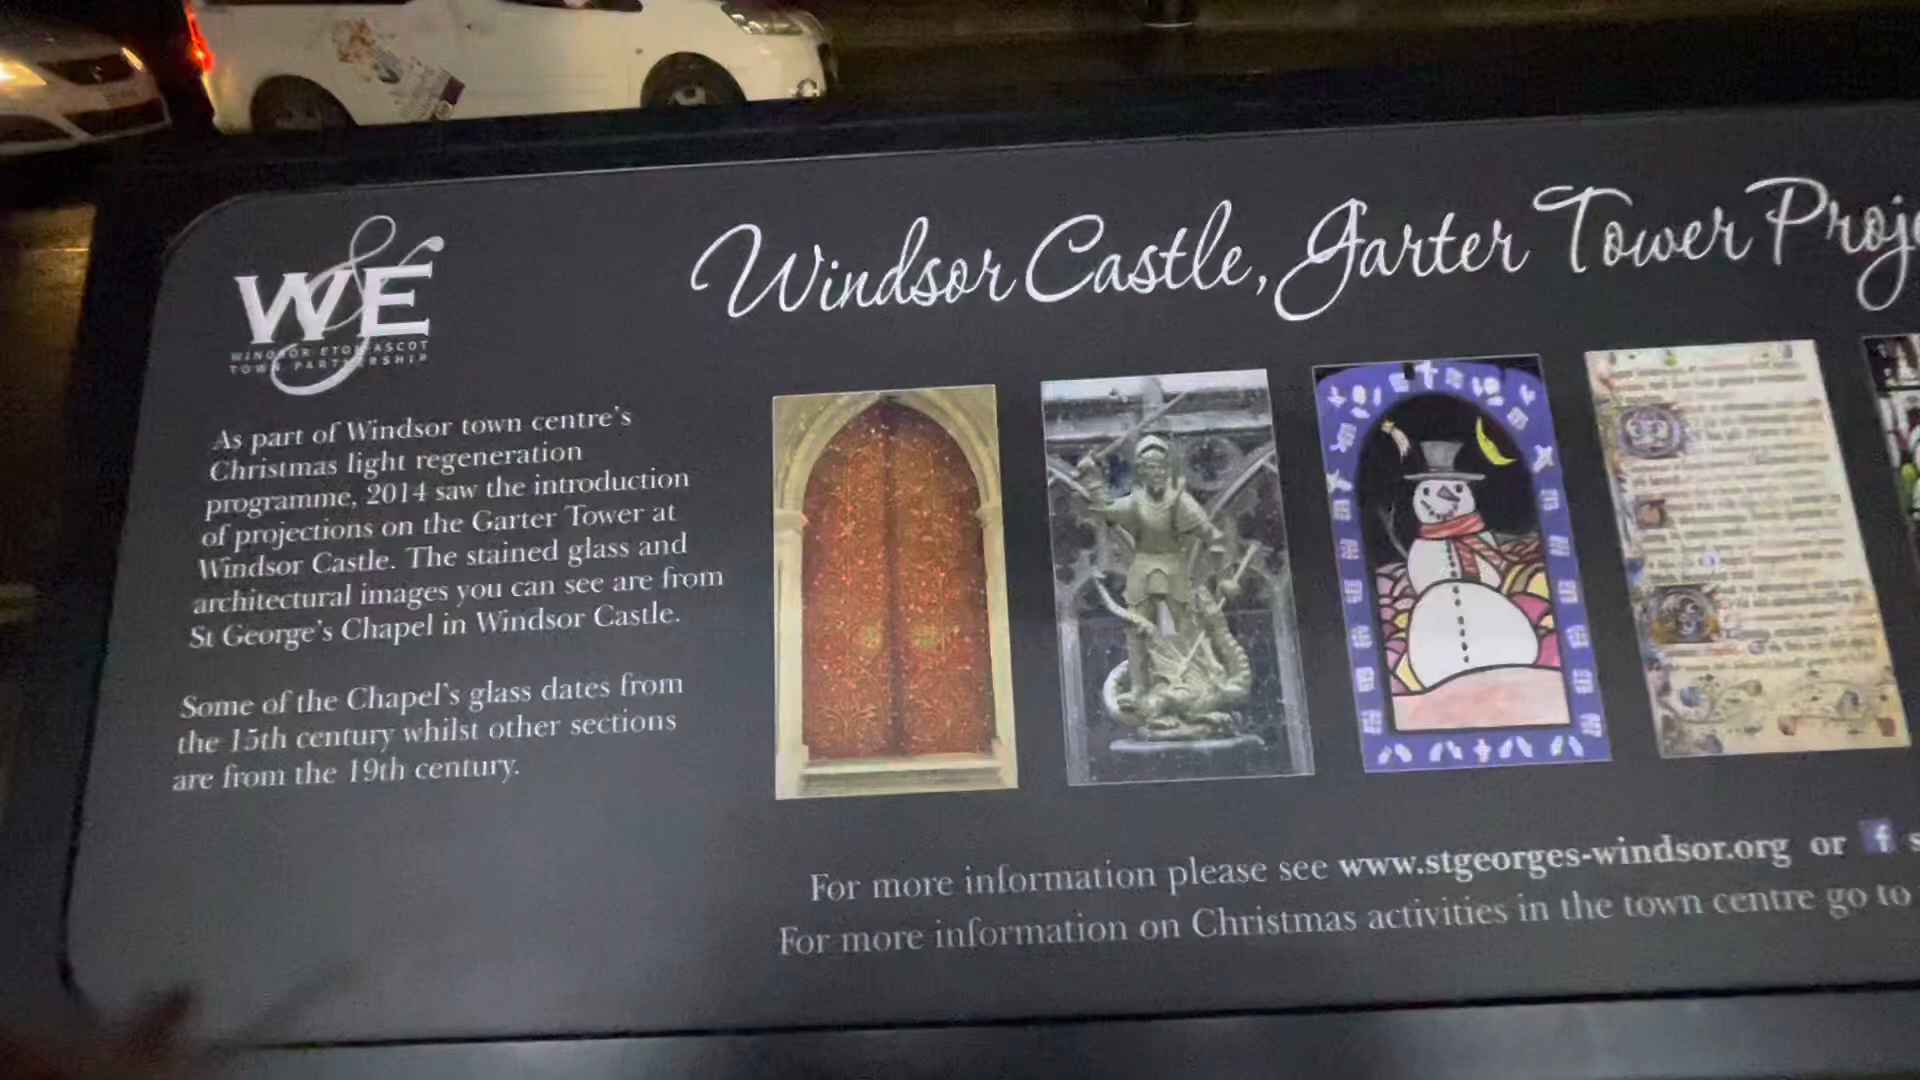 W&E
WINDSOR·ETON·ASCOT
TOWN PARTNERSHIP
Windsor Castle, Garter Tower Proje
As part of Windsor town centre's
Christmas light regeneration
programme, 2014 saw the introduction
of projections on the Garter Tower at
Windsor Castle. The stained glass and
architectural images you can see are from
St George's Chapel in Windsor Castle.
Some of the Chapel's glass dates from
the 15th century whilst other sections
are from the 19th century.
For more information please see www.stgeorges-windsor.org or f s
For more information on Christmas activities in the town centre go to